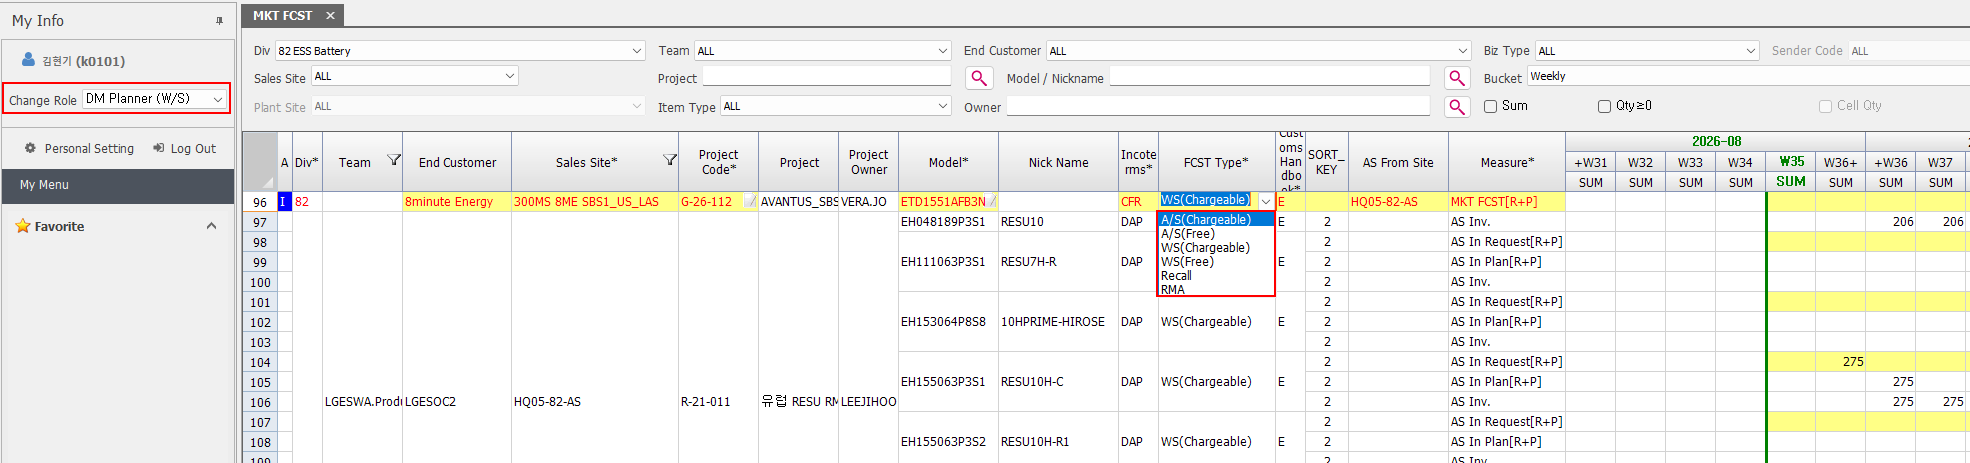 My Info
MKT FCST
김현기 (k0101)
Change Role DM Planner (W/S)
Personal Setting Log Out
My Menu
Favorite
Div 82 ESS Battery Team ALL End Customer ALL Biz Type ALL Sender Code ALL
Sales Site ALL Project Model / Nickname Bucket Weekly
Plant Site ALL Item Type ALL Owner Sum Qty≥0 Cell Qty
A Div* Team End Customer Sales Site* Project Code* Project Project Owner Model* Nick Name Incoterms* FCST Type* Customs Handbook* SORT_KEY AS From Site Measure* 2026-08
+W31 W32 W33 W34 W35 W36+ +W36 W37
SUM SUM SUM SUM SUM SUM SUM SUM
96 I 82 8minute Energy 300MS 8ME SBS1_US_LAS G-26-112 AVANTUS_SBS VERA.JO ETD1551AFB3N CFR WS(Chargeable) E HQ05-82-AS MKT FCST[R+P]
A/S(Chargeable)
A/S(Free)
WS(Chargeable)
WS(Free)
Recall
RMA
97 EH048189P3S1 RESU10 DAP E 2 AS Inv. 206 206
98 2 AS In Request[R+P]
99 EH111063P3S1 RESU7H-R DAP E 2 AS In Plan[R+P]
100 2 AS Inv.
101 2 AS In Request[R+P]
102 EH153064P8S8 10HPRIME-HIROSE DAP WS(Chargeable) E 2 AS In Plan[R+P]
103 2 AS Inv.
104 2 AS In Request[R+P] 275
105 EH155063P3S1 RESU10H-C DAP WS(Chargeable) E 2 AS In Plan[R+P] 275
106 LGESWA.Produ LGESOC2 HQ05-82-AS R-21-011 유럽 RESU RM LEEJIHOO 2 AS Inv. 275 275
107 2 AS In Request[R+P]
108 EH155063P3S2 RESU10H-R1 DAP WS(Chargeable) E 2 AS In Plan[R+P]
109 2 AS Inv.